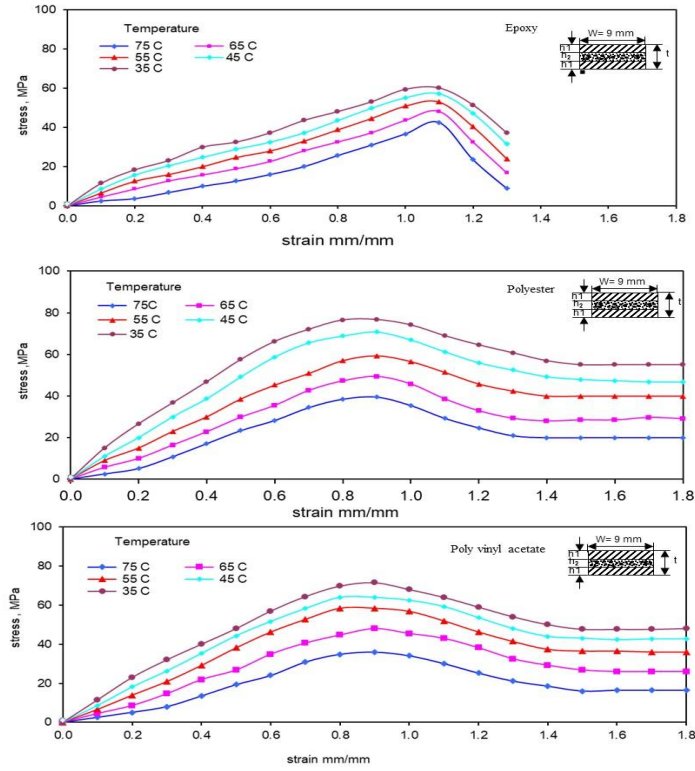 100
80
60
40
20
0
stress, MPa
Temperature
75 C
65 C
55 C
45 C
35 C
Epoxy
W= 9 mm
h1
h2
h1
t
0.0 0.2 0.4 0.6 0.8 1.0 1.2 1.4 1.6 1.8
strain mm/mm
100
80
60
40
20
0
stress ,MPa
Temperature
75C
65 C
55 C
45 C
35 C
Polyester
W= 9 mm
h1
h2
h1
t
0.0 0.2 0.4 0.6 0.8 1.0 1.2 1.4 1.6 1.8
strain mm/mm
100
80
60
40
20
0
stress, MPa
Temperature
75 C
65 C
55 C
45 C
35 C
Poly vinyl acetate
W= 9 mm
h1
h2
h1
t
0.0 0.2 0.4 0.6 0.8 1.0 1.2 1.4 1.6 1.8
strain mm/mm